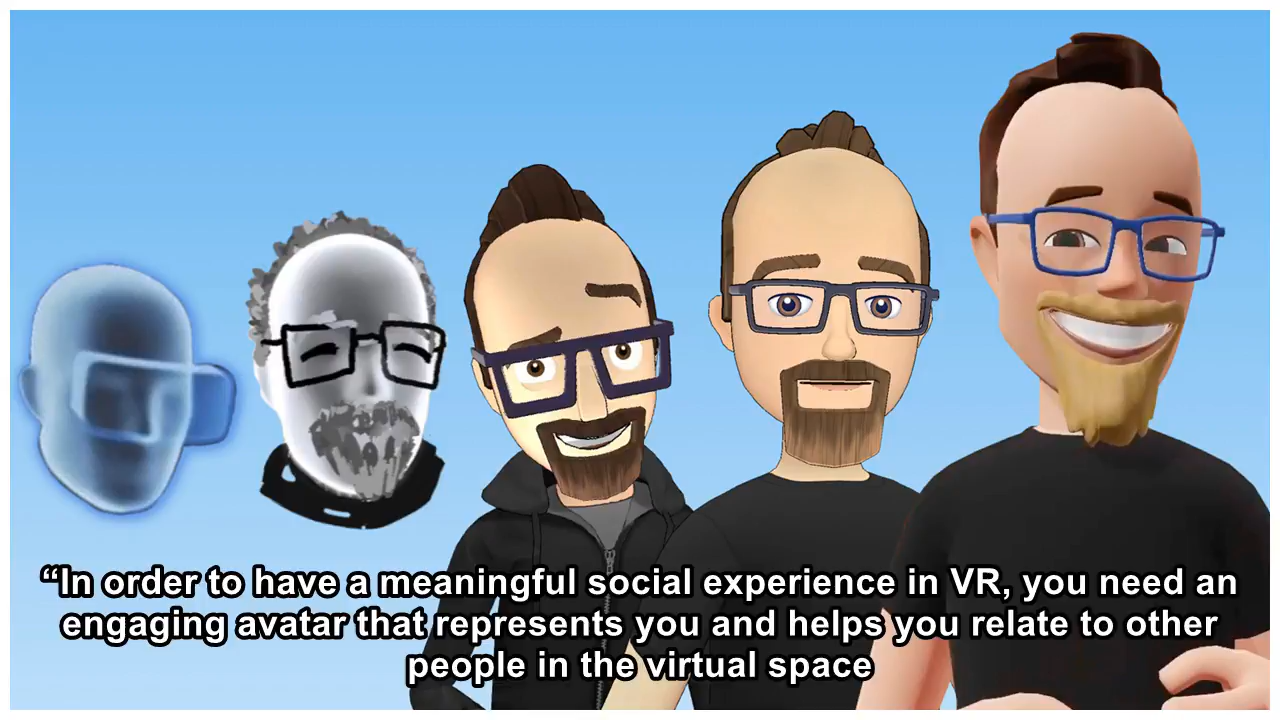 “In order to have a meaningful social experience in VR, you need an
engaging avatar that represents you and helps you relate to other
people in the virtual space